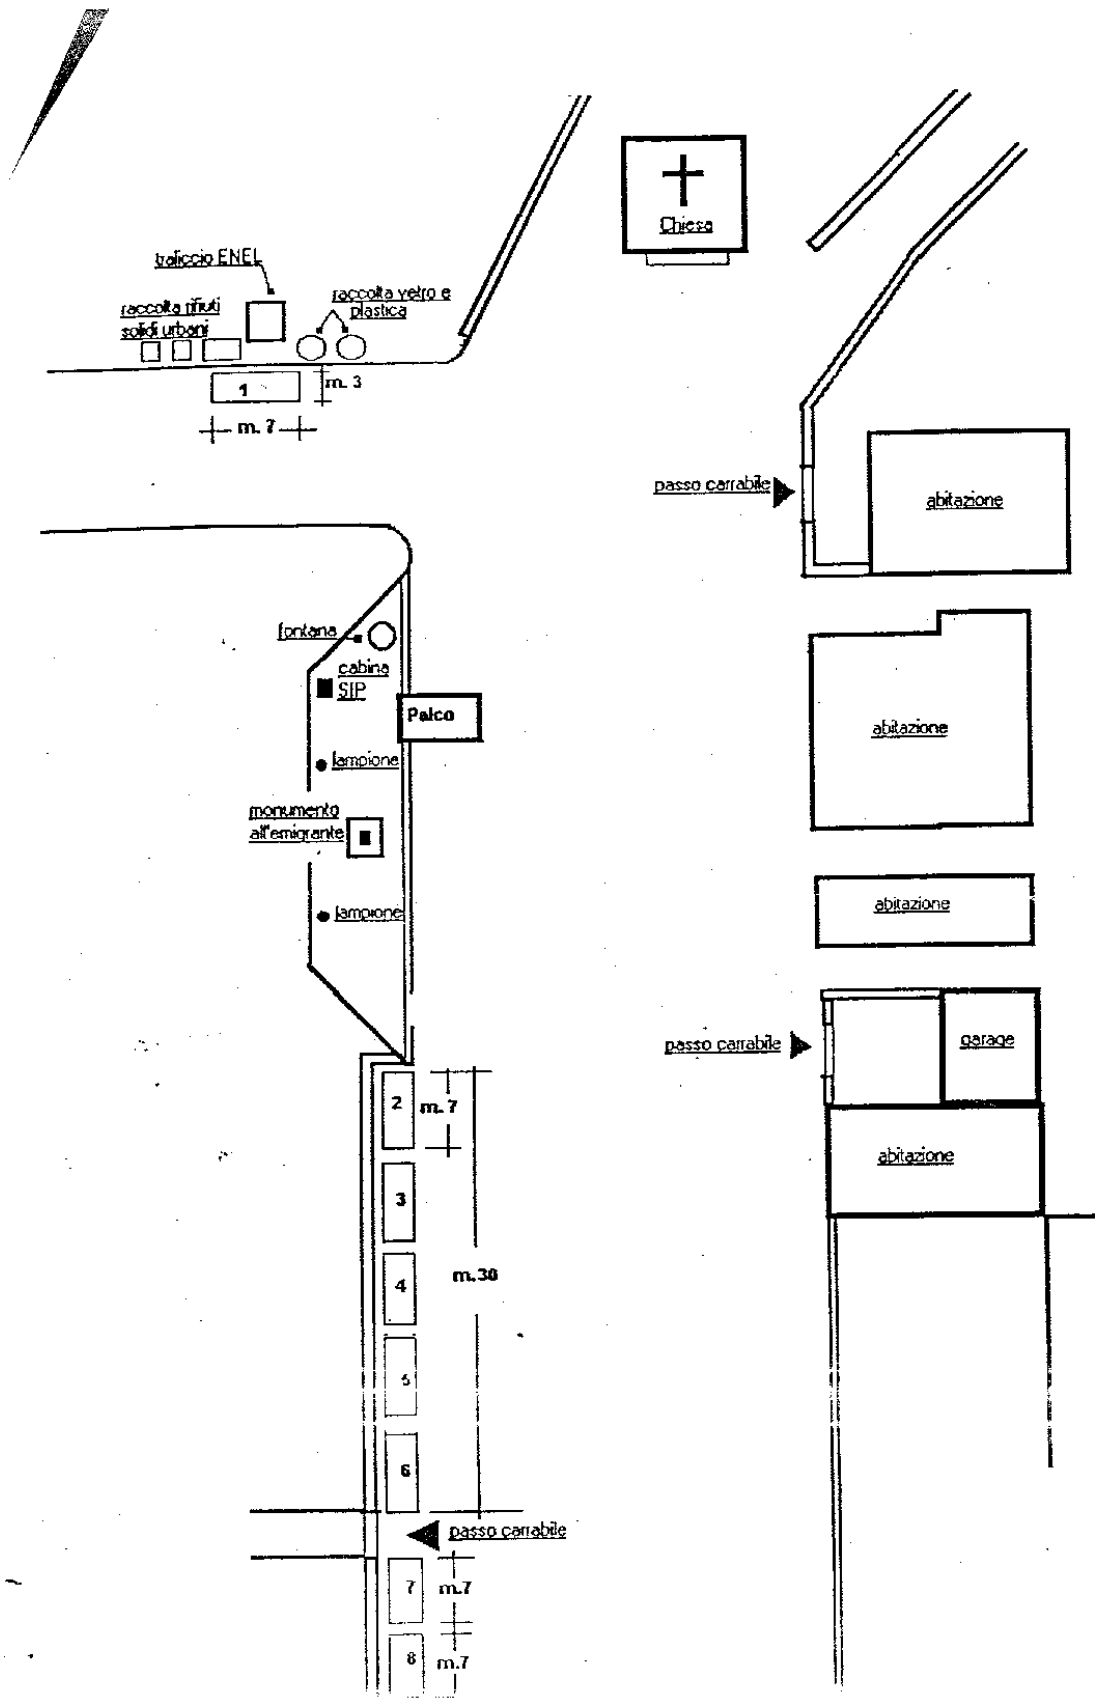 Chiesa
traliccio ENEL
raccolta rifiuti
solidi urbani
raccolta vetro e
plastica
1
m. 3
m. 7
passo carrabile
abitazione
fontana
cabina
SIP
Palco
abitazione
lampione
monumento
all'emigrante
abitazione
lampione
passo carrabile
garage
2
m. 7
abitazione
3
4
m.38
5
6
passo carrabile
7
m.7
8
m.7